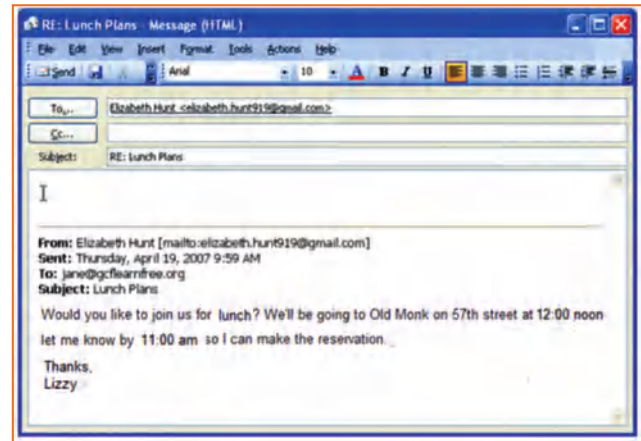 RE: Lunch Plans - Message (HTML)
File Edit View Insert Format Tools Actions Help
Send Arial 10 A B I U
To... Elizabeth Hunt <elizabeth.hunt919@gmail.com>
Cc...
Subject: RE: Lunch Plans
From: Elizabeth Hunt [mailto:elizabeth.hunt919@gmail.com]
Sent: Thursday, April 19, 2007 9:59 AM
To: jane@gcflearnfree.org
Subject: Lunch Plans
Would you like to join us for lunch? We'll be going to Old Monk on 57th street at 12:00 noon
let me know by 11:00 am so I can make the reservation.
Thanks,
Lizzy